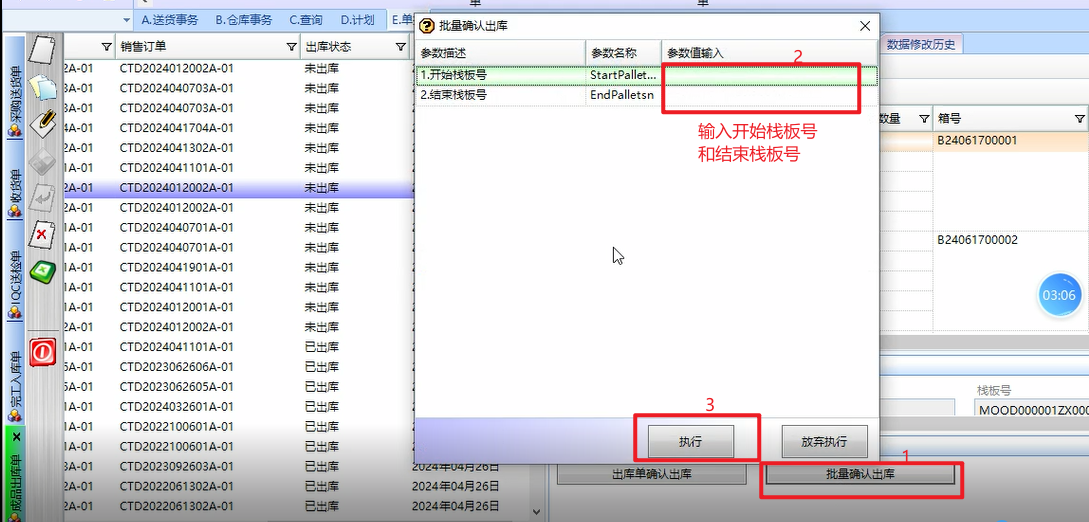 单
单
A.送货事务 B.仓库事务 C.查询 D.计划 E.单
采购送货单
收货单
IQC送检单
完工入库单
成品出库单
销售订单 出库状态
2A-01 CTD2024012002A-01 未出库
3A-01 CTD2024040703A-01 未出库
3A-01 CTD2024040703A-01 未出库
4A-01 CTD2024041704A-01 未出库
2A-01 CTD2024041302A-01 未出库
1A-01 CTD2024041101A-01 未出库
2A-01 CTD2024012002A-01 未出库
2A-01 CTD2024012002A-01 未出库
1A-01 CTD2024040701A-01 未出库
1A-01 CTD2024040701A-01 未出库
1A-01 CTD2024041901A-01 未出库
1A-01 CTD2024041101A-01 未出库
1A-01 CTD2024012001A-01 未出库
2A-01 CTD2024012002A-01 未出库
1A-01 CTD2024041101A-01 已出库
6A-01 CTD2023062606A-01 已出库
5A-01 CTD2023062605A-01 已出库
1A-01 CTD2024032601A-01 已出库
1A-01 CTD2022100601A-01 已出库
1A-01 CTD2022100601A-01 已出库
3A-01 CTD2023092603A-01 已出库 2024年04月26日
2A-01 CTD2022061302A-01 已出库 2024年04月26日
2A-01 CTD2022061302A-01 已出库 2024年04月26日
批量确认出库
参数描述 参数名称 参数值输入
2
1.开始栈板号 StartPallet...
2.结束栈板号 EndPalletsn
输入开始栈板号
和结束栈板号
3
执行 放弃执行
数据修改历史
数量 箱号
B24061700001
B24061700002
03:06
栈板号
MOOD000001ZX000
1
出库单确认出库 批量确认出库